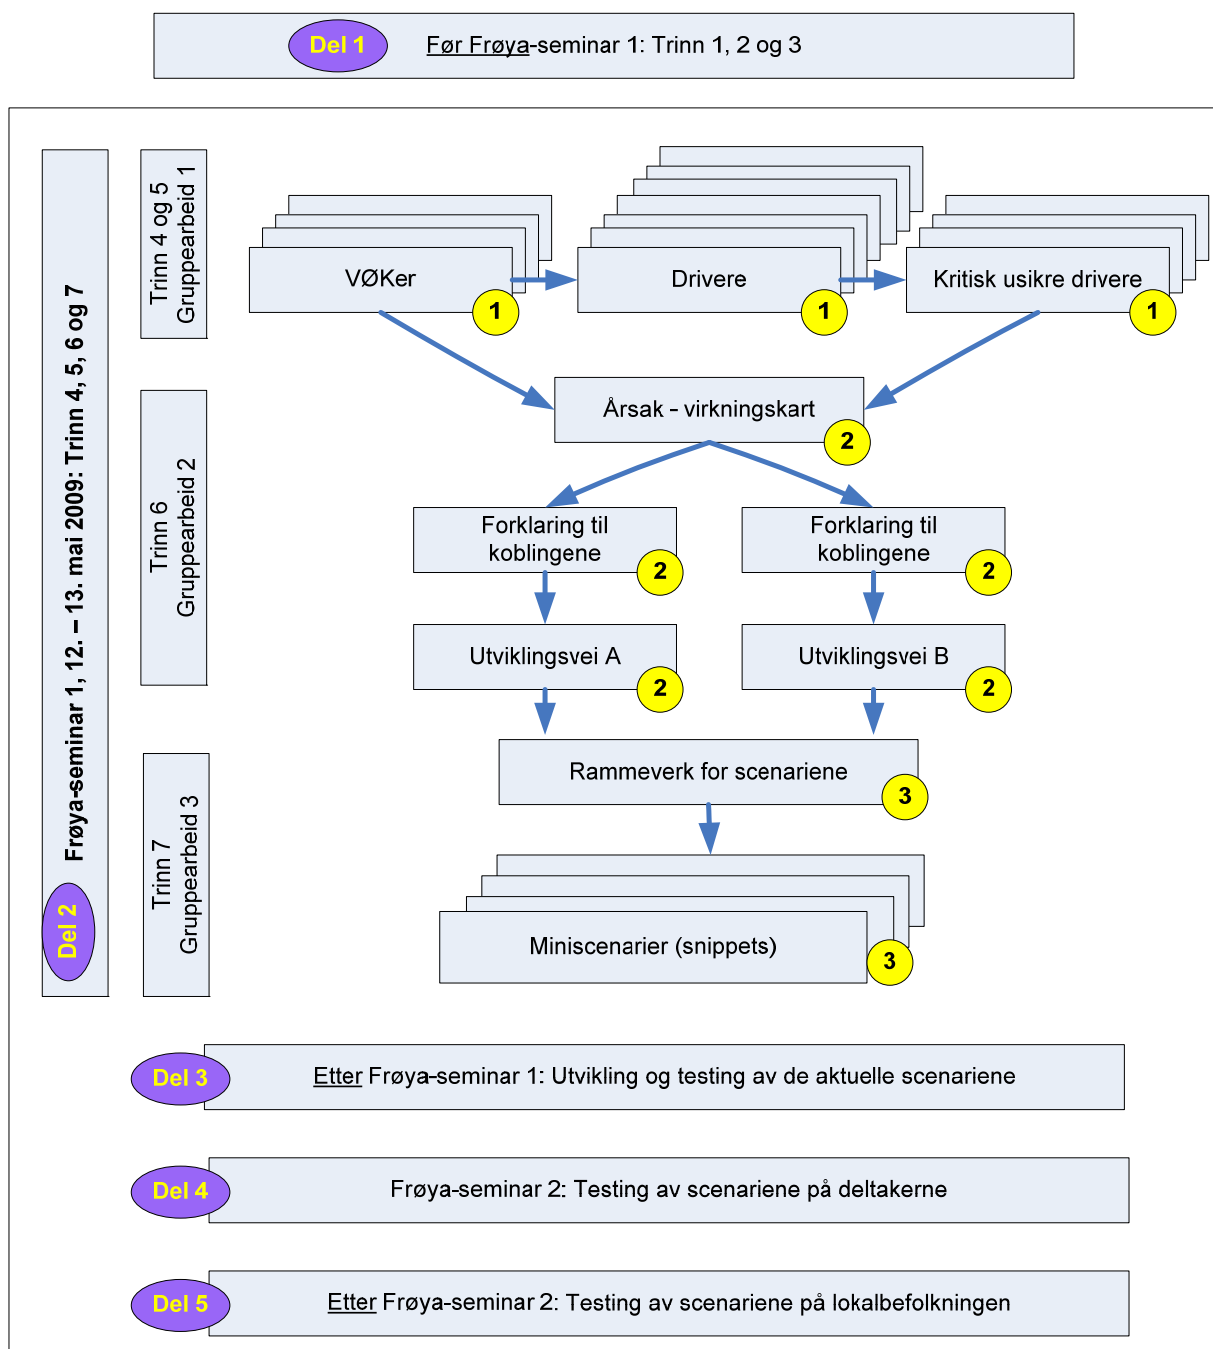 Del 1
Før Frøya-seminar 1: Trinn 1, 2 og 3
Del 2
Frøya-seminar 1, 12. – 13. mai 2009: Trinn 4, 5, 6 og 7
Trinn 4 og 5
Gruppearbeid 1
VØKer
1
Drivere
1
Kritisk usikre drivere
1
Trinn 6
Gruppearbeid 2
Årsak - virkningskart
2
Forklaring til
koblingene
2
Forklaring til
koblingene
2
Utviklingsvei A
2
Utviklingsvei B
2
Trinn 7
Gruppearbeid 3
Rammeverk for scenariene
3
Miniscenarier (snippets)
3
Del 3
Etter Frøya-seminar 1: Utvikling og testing av de aktuelle scenariene
Del 4
Frøya-seminar 2: Testing av scenariene på deltakerne
Del 5
Etter Frøya-seminar 2: Testing av scenariene på lokalbefolkningen